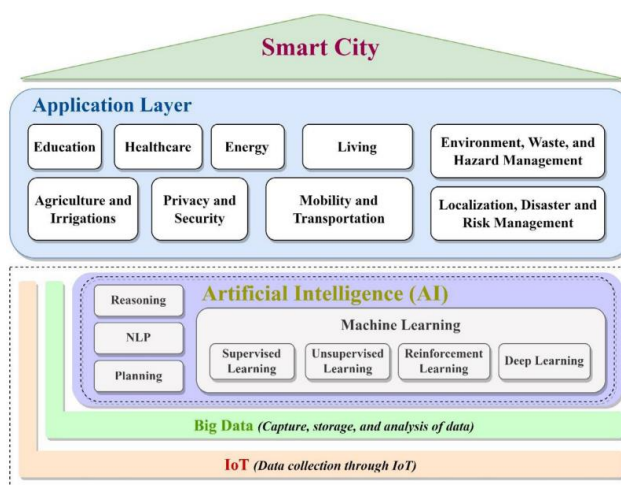 Smart City
Application Layer
Education
Healthcare
Energy
Living
Environment, Waste, and
Hazard Management
Agriculture and
Irrigations
Privacy and
Security
Mobility and
Transportation
Localization, Disaster and
Risk Management
Artificial Intelligence (AI)
Reasoning
NLP
Planning
Machine Learning
Supervised
Learning
Unsupervised
Learning
Reinforcement
Learning
Deep Learning
Big Data (Capture, storage, and analysis of data)
IoT (Data collection through IoT)